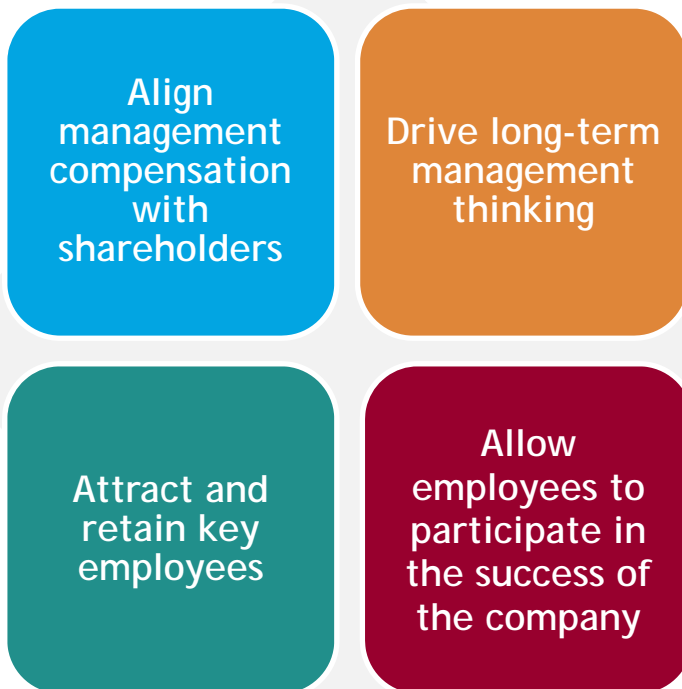 Align
management
compensation
with
shareholders
Drive long-term
management
thinking
Attract and
retain key
employees
Allow
employees to
participate in
the success of
the company